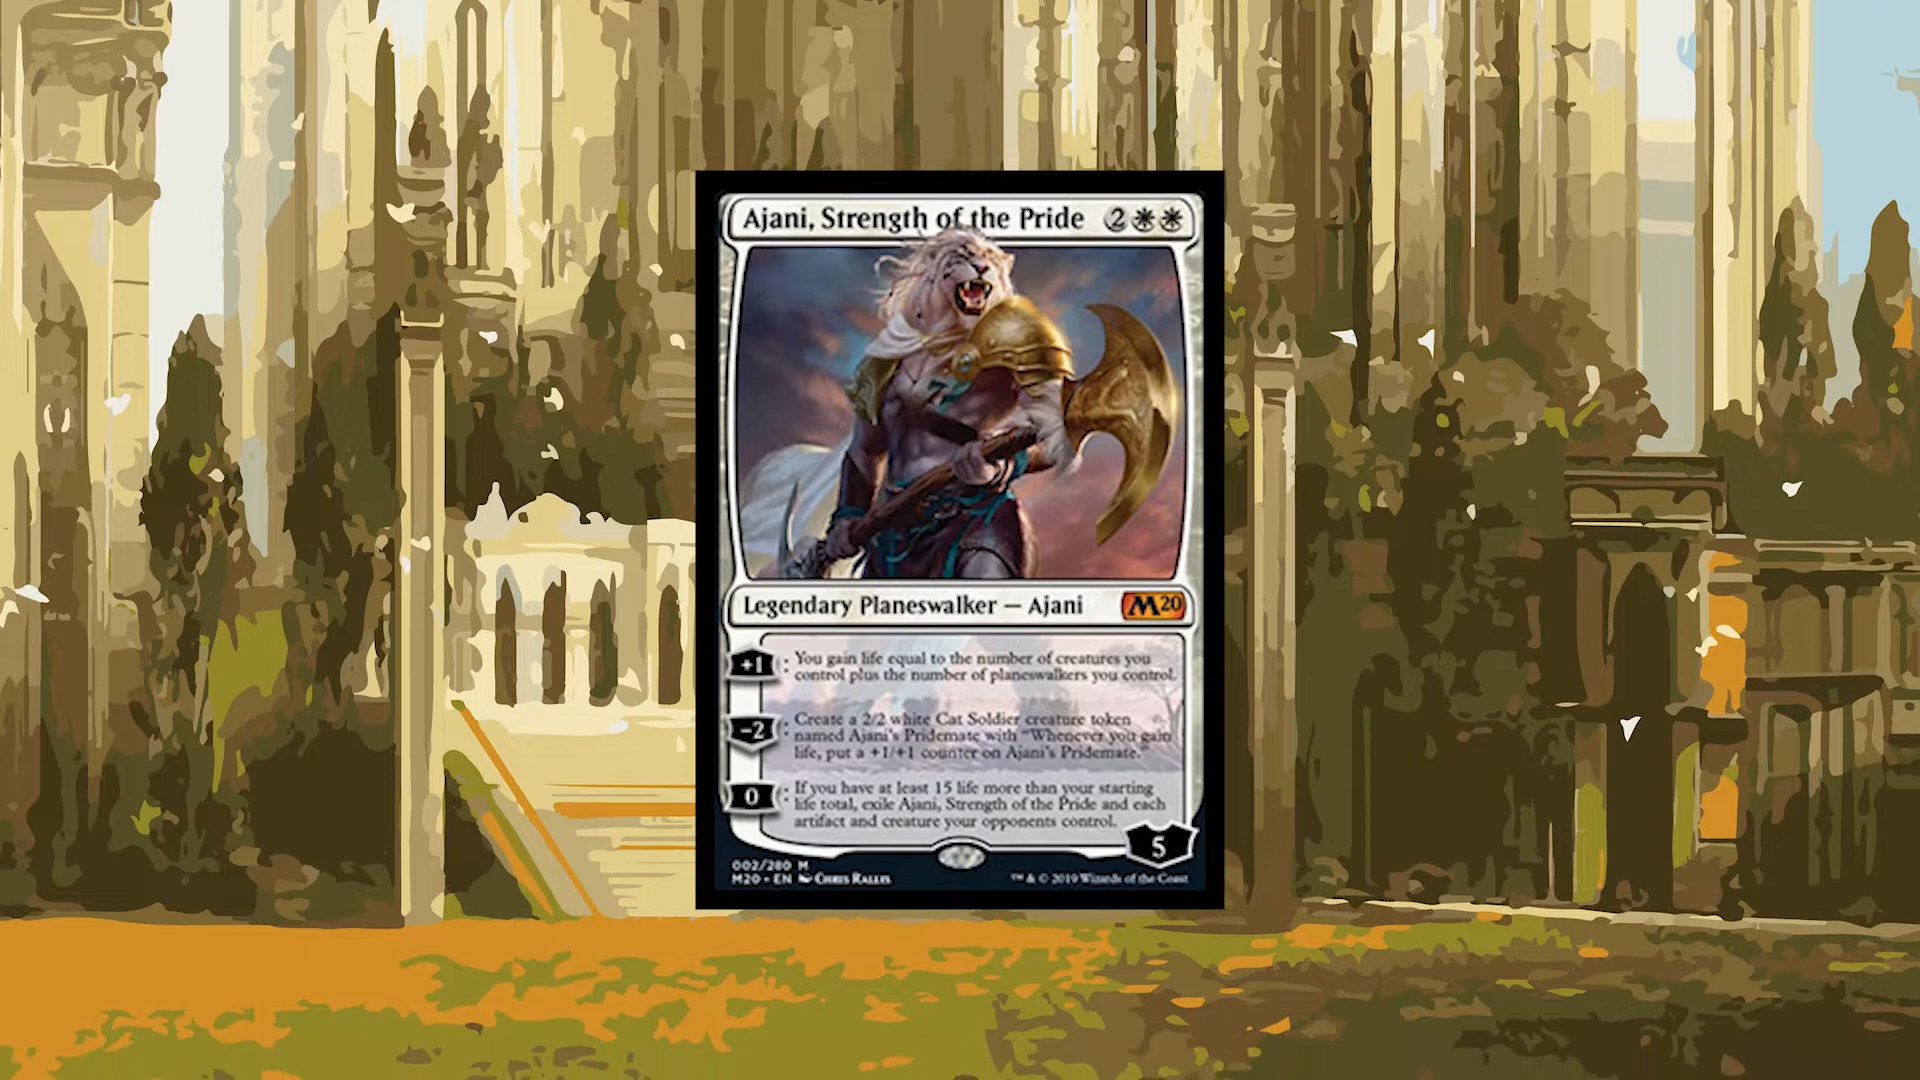 Ajani, Strength of the Pride 2
Legendary Planeswalker — Ajani M20
+1 : You gain life equal to the number of creatures you
control plus the number of planeswalkers you control.
-2 : Create a 2/2 white Cat Soldier creature token
named Ajani's Pridemate with "Whenever you gain
life, put a +1/+1 counter on Ajani's Pridemate."
0 : If you have at least 15 life more than your starting
life total, exile Ajani, Strength of the Pride and each
artifact and creature your opponents control.
5
002/280 M
M20 • EN Chris Rallis
™ & © 2019 Wizards of the Coast